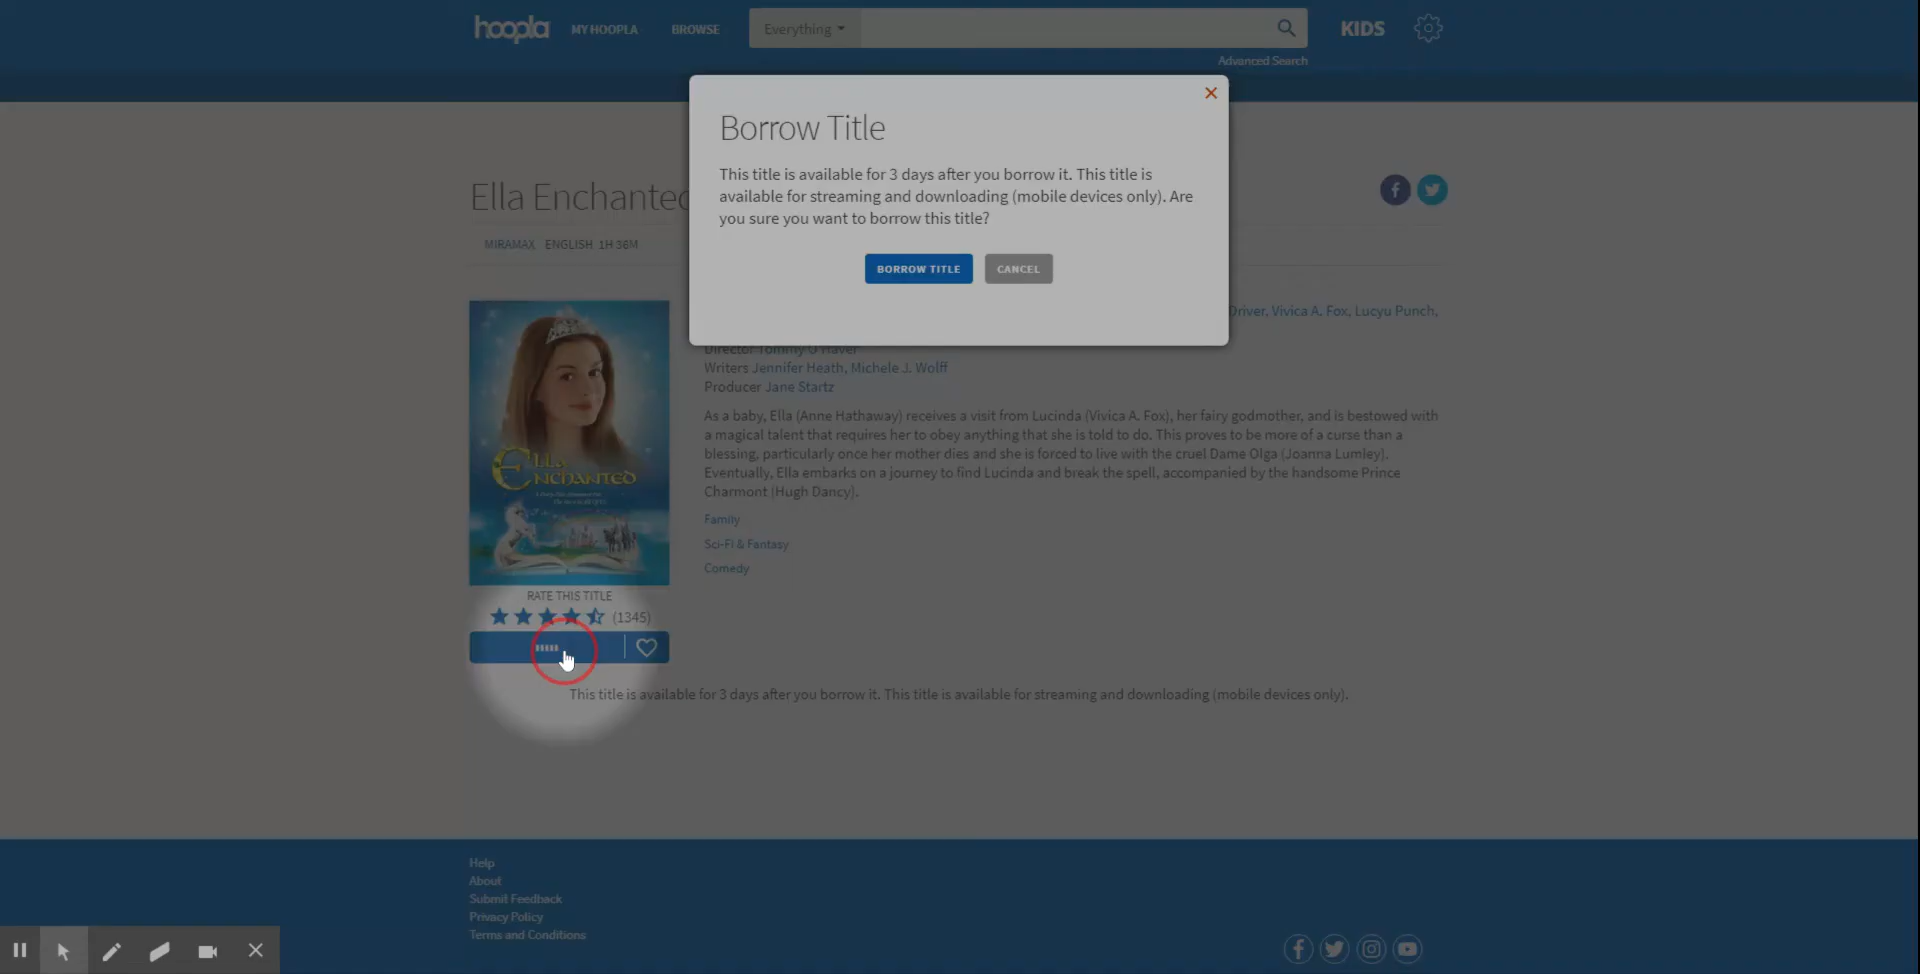 hoopla
MY HOOPLA
BROWSE
Everything
KIDS
Advanced Search
Borrow Title
This title is available for 3 days after you borrow it. This title is
available for streaming and downloading (mobile devices only). Are
you sure you want to borrow this title?
BORROW TITLE
CANCEL
Ella Enchanted
MIRAMAX ENGLISH 1H 36M
Driver, Vivica A. Fox, Lucyu Punch,
Director Tommy O'Haver
Writers Jennifer Heath, Michele J. Wolff
Producer Jane Startz
As a baby, Ella (Anne Hathaway) receives a visit from Lucinda (Vivica A. Fox), her fairy godmother, and is bestowed with
a magical talent that requires her to obey anything that she is told to do. This proves to be more of a curse than a
blessing, particularly once her mother dies and she is forced to live with the cruel Dame Olga (Joanna Lumley).
Eventually, Ella embarks on a journey to find Lucinda and break the spell, accompanied by the handsome Prince
Charmont (Hugh Dancy).
Family
Sci-Fi & Fantasy
Comedy
ELLA
ENCHANTED
RATE THIS TITLE
(1345)
This title is available for 3 days after you borrow it. This title is available for streaming and downloading (mobile devices only).
Help
About
Submit Feedback
Privacy Policy
Terms and Conditions